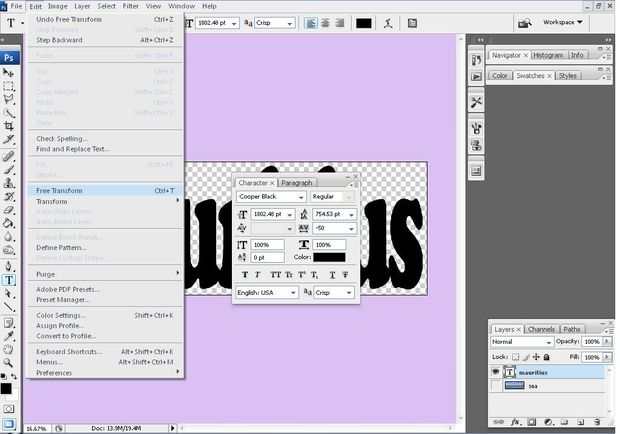 File Edit Image Layer Select Filter View Window Help
T 1802.48 pt aa Crisp Workspace
Undo Free Transform Ctrl+Z
Step Forward Shift+Ctrl+Z
Step Backward Alt+Ctrl+Z
Fade... Shift+Ctrl+F
Cut Ctrl+X
Copy Ctrl+C
Copy Merged Shift+Ctrl+C
Paste Ctrl+V
Paste Into Shift+Ctrl+V
Clear
Check Spelling...
Find and Replace Text...
Fill... Shift+F5
Stroke...
Free Transform Ctrl+T
Transform
Auto-Align Layers...
Auto-Blend Layers
Define Brush Preset...
Define Pattern...
Define Custom Shape...
Purge
Adobe PDF Presets...
Preset Manager...
Color Settings... Shift+Ctrl+K
Assign Profile...
Convert to Profile...
Keyboard Shortcuts... Alt+Shift+Ctrl+K
Menus... Alt+Shift+Ctrl+M
Preferences
Ps
16.67% Doc: 13.9M/19.4M
Character × Paragraph
Cooper Black Regular
1802.48 pt 754.53 pt
-50
100% 100%
0 pt Color:
T T TT Tr T' T, T T
English: USA aa Crisp
Navigator × Histogram Info
Color Swatches × Styles
Layers × Channels Paths
Normal Opacity: 100%
Lock: Fill: 100%
T mauritius
sea